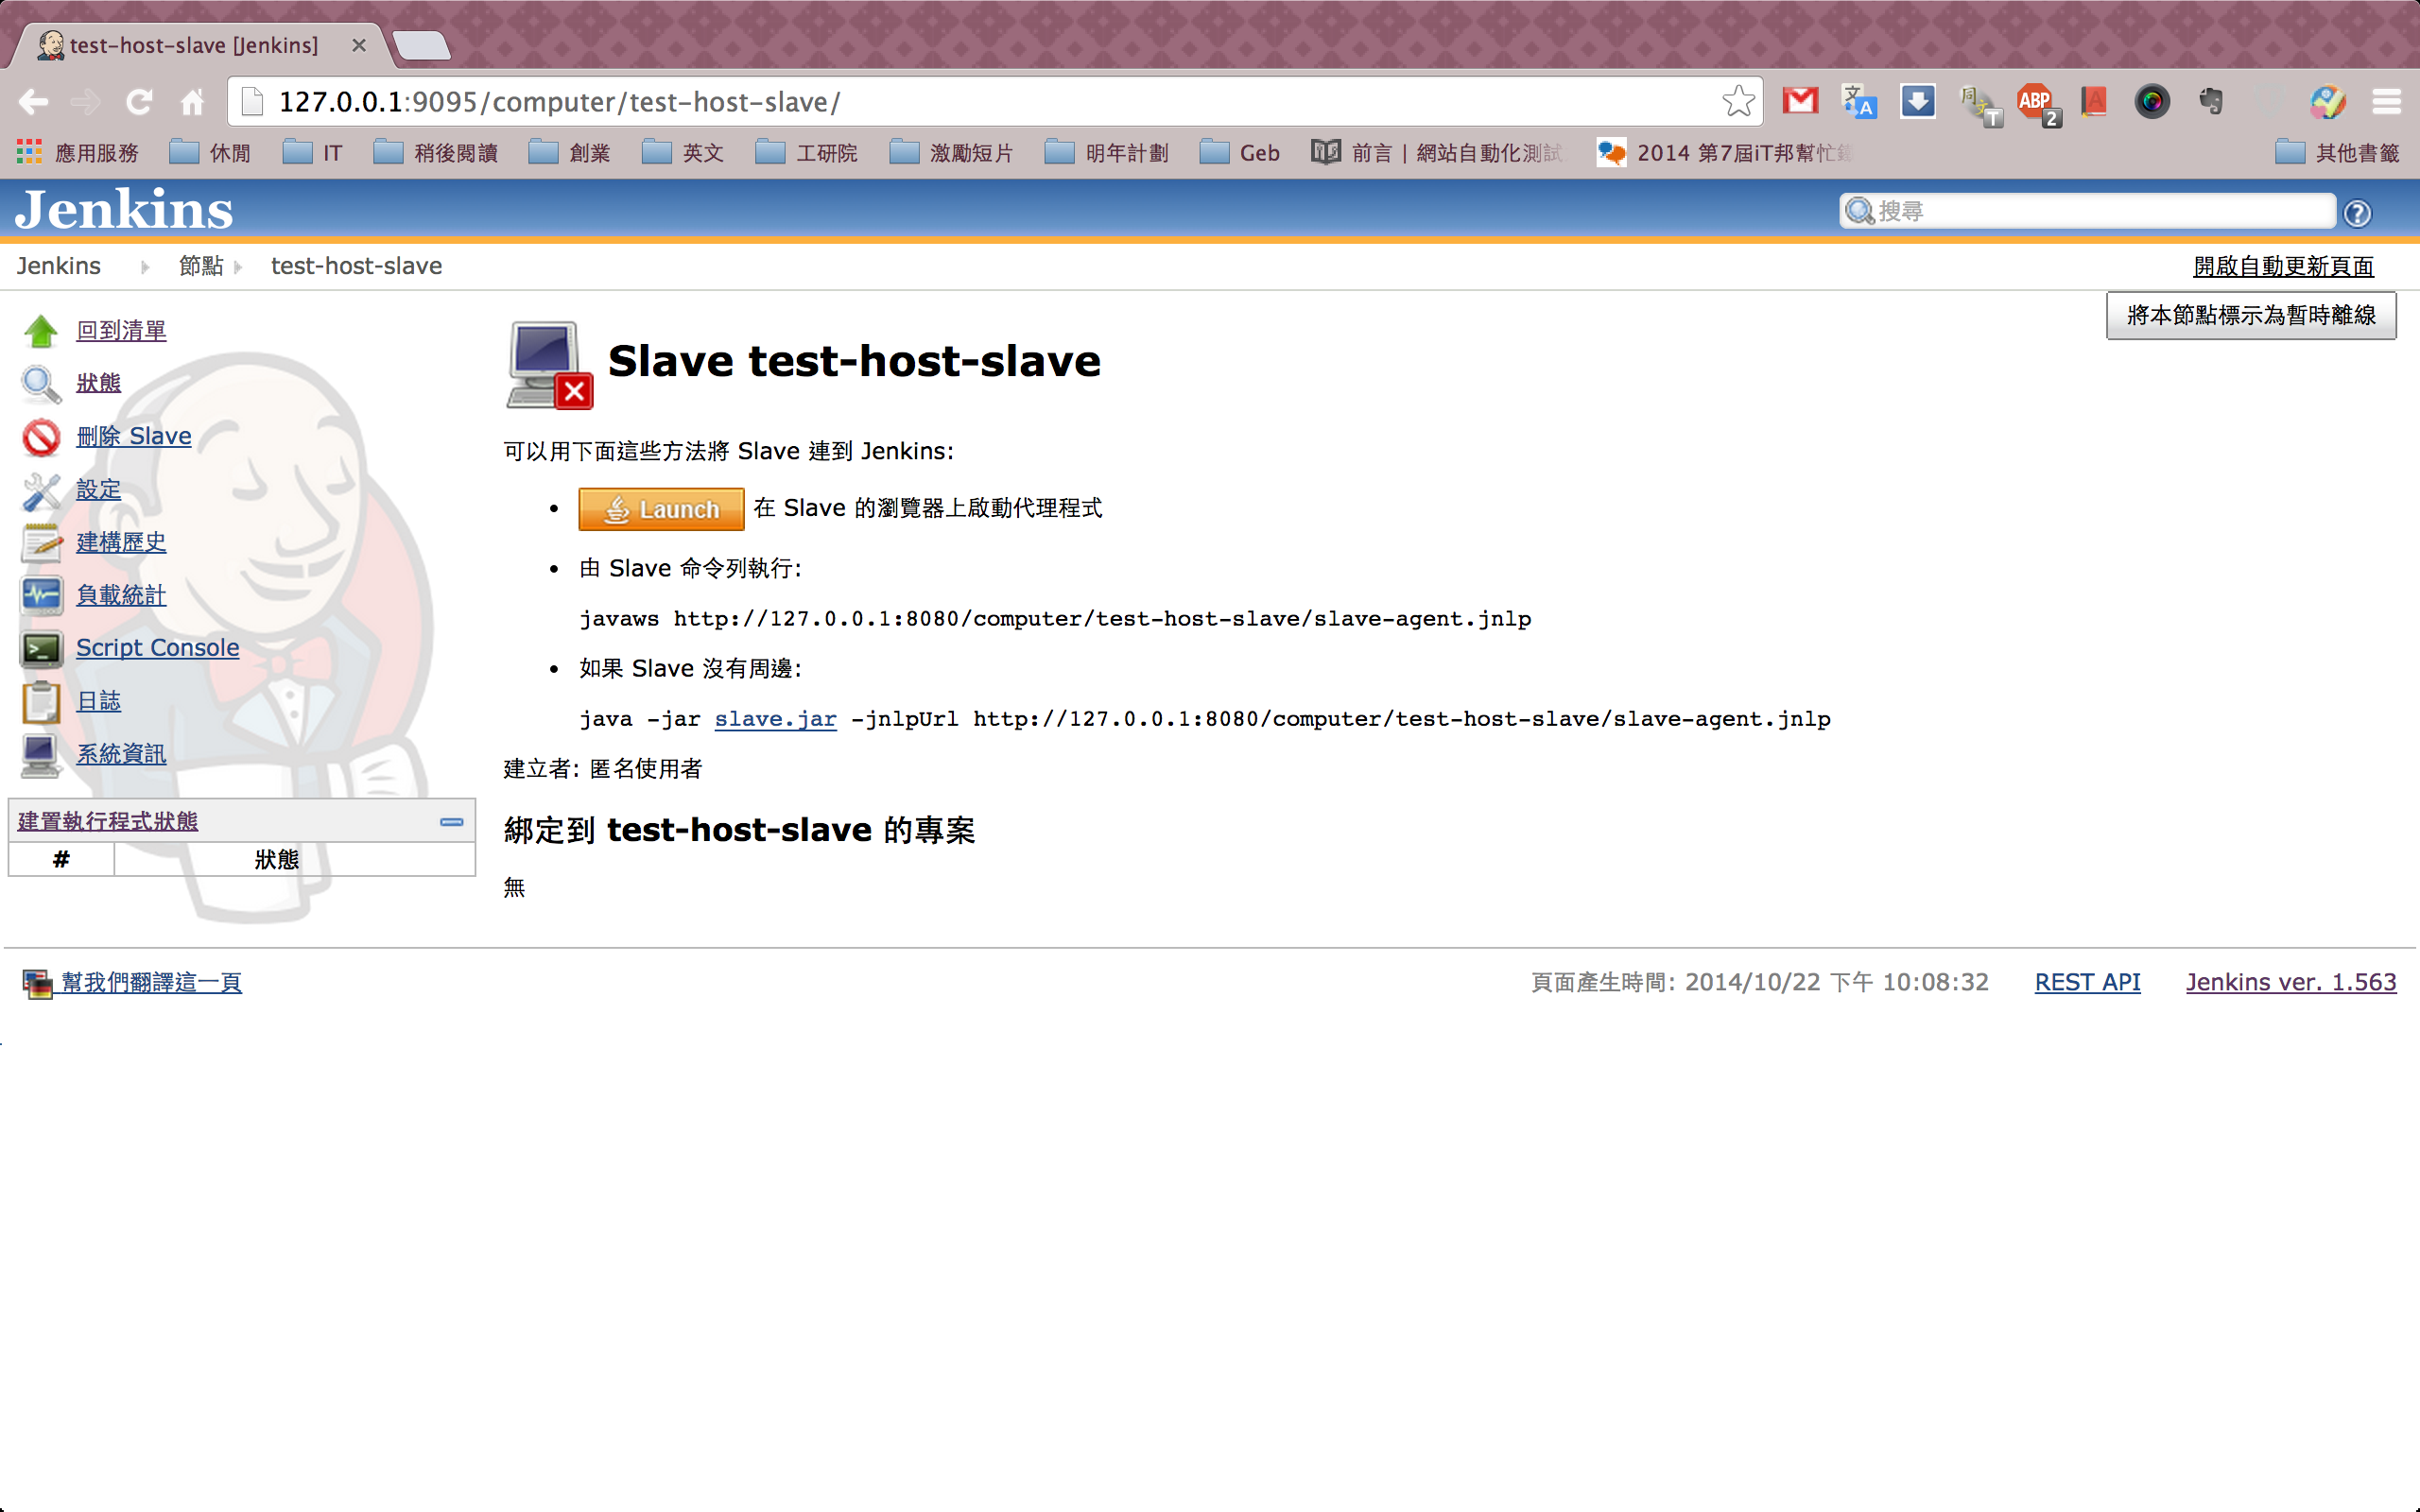 test-host-slave [Jenkins]
127.0.0.1:9095/computer/test-host-slave/
ABP 2
應用服務 休閒 IT 稍後閱讀 創業 英文 工研院 激勵短片 明年計劃 Geb 前言 | 網站自動化測試 2014 第7屆iT邦幫忙 其他書籤
Jenkins
搜尋
Jenkins 節點 test-host-slave
開啟自動更新頁面
將本節點標示為暫時離線
回到清單
狀態
刪除 Slave
設定
建構歷史
負載統計
Script Console
日誌
系統資訊
建置執行程式狀態
# 狀態
Slave test-host-slave
可以用下面這些方法將 Slave 連到 Jenkins:
Launch 在 Slave 的瀏覽器上啟動代理程式
由 Slave 命令列執行:
javaws http://127.0.0.1:8080/computer/test-host-slave/slave-agent.jnlp
如果 Slave 沒有周邊:
java -jar slave.jar -jnlpUrl http://127.0.0.1:8080/computer/test-host-slave/slave-agent.jnlp
建立者: 匿名使用者
綁定到 test-host-slave 的專案
無
幫我們翻譯這一頁
頁面產生時間: 2014/10/22 下午 10:08:32 REST API Jenkins ver. 1.563